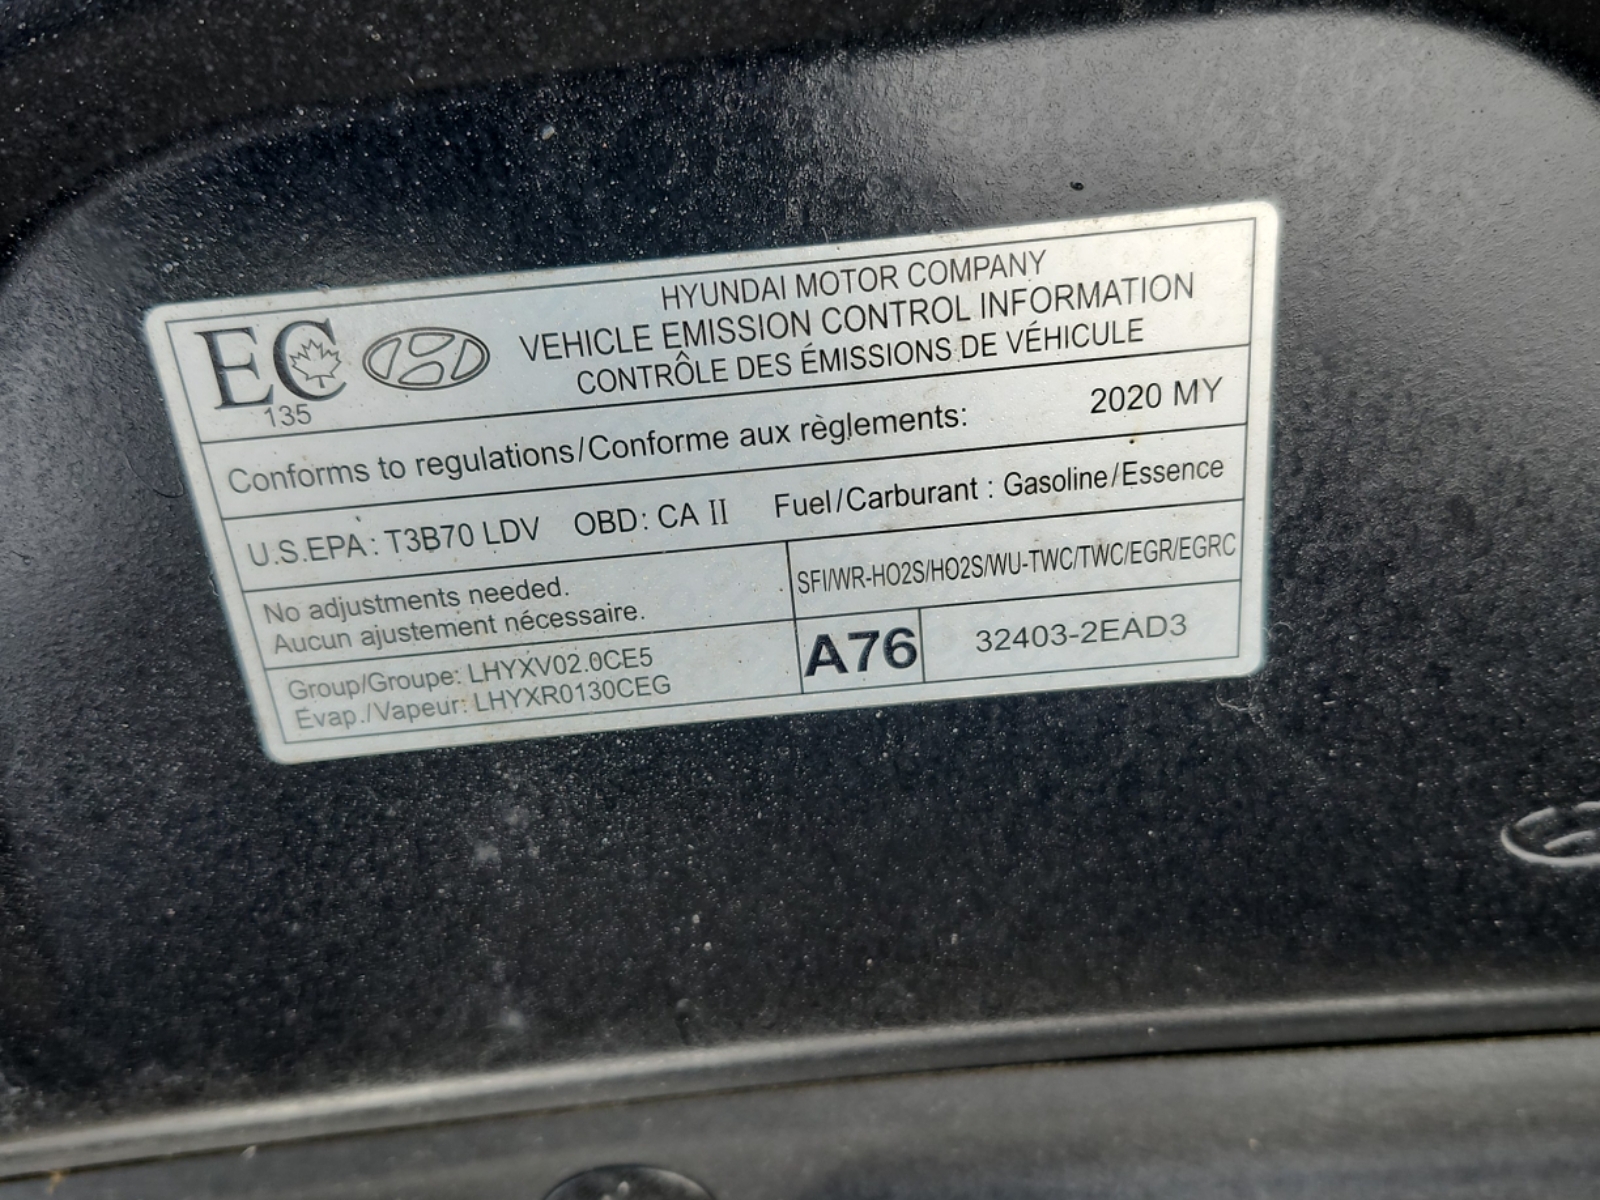 EC
135
HYUNDAI MOTOR COMPANY
VEHICLE EMISSION CONTROL INFORMATION
CONTRÔLE DES ÉMISSIONS DE VÉHICULE
Conforms to regulations/Conforme aux règlements: 2020 MY
U.S.EPA: T3B70 LDV OBD: CA II Fuel/Carburant : Gasoline/Essence
No adjustments needed.
Aucun ajustement nécessaire.
SFI/WR-HO2S/HO2S/WU-TWC/TWC/EGR/EGRC
Group/Groupe: LHYXV02.0CE5
Evap./Vapeur: LHYXR0130CEG
A76
32403-2EAD3